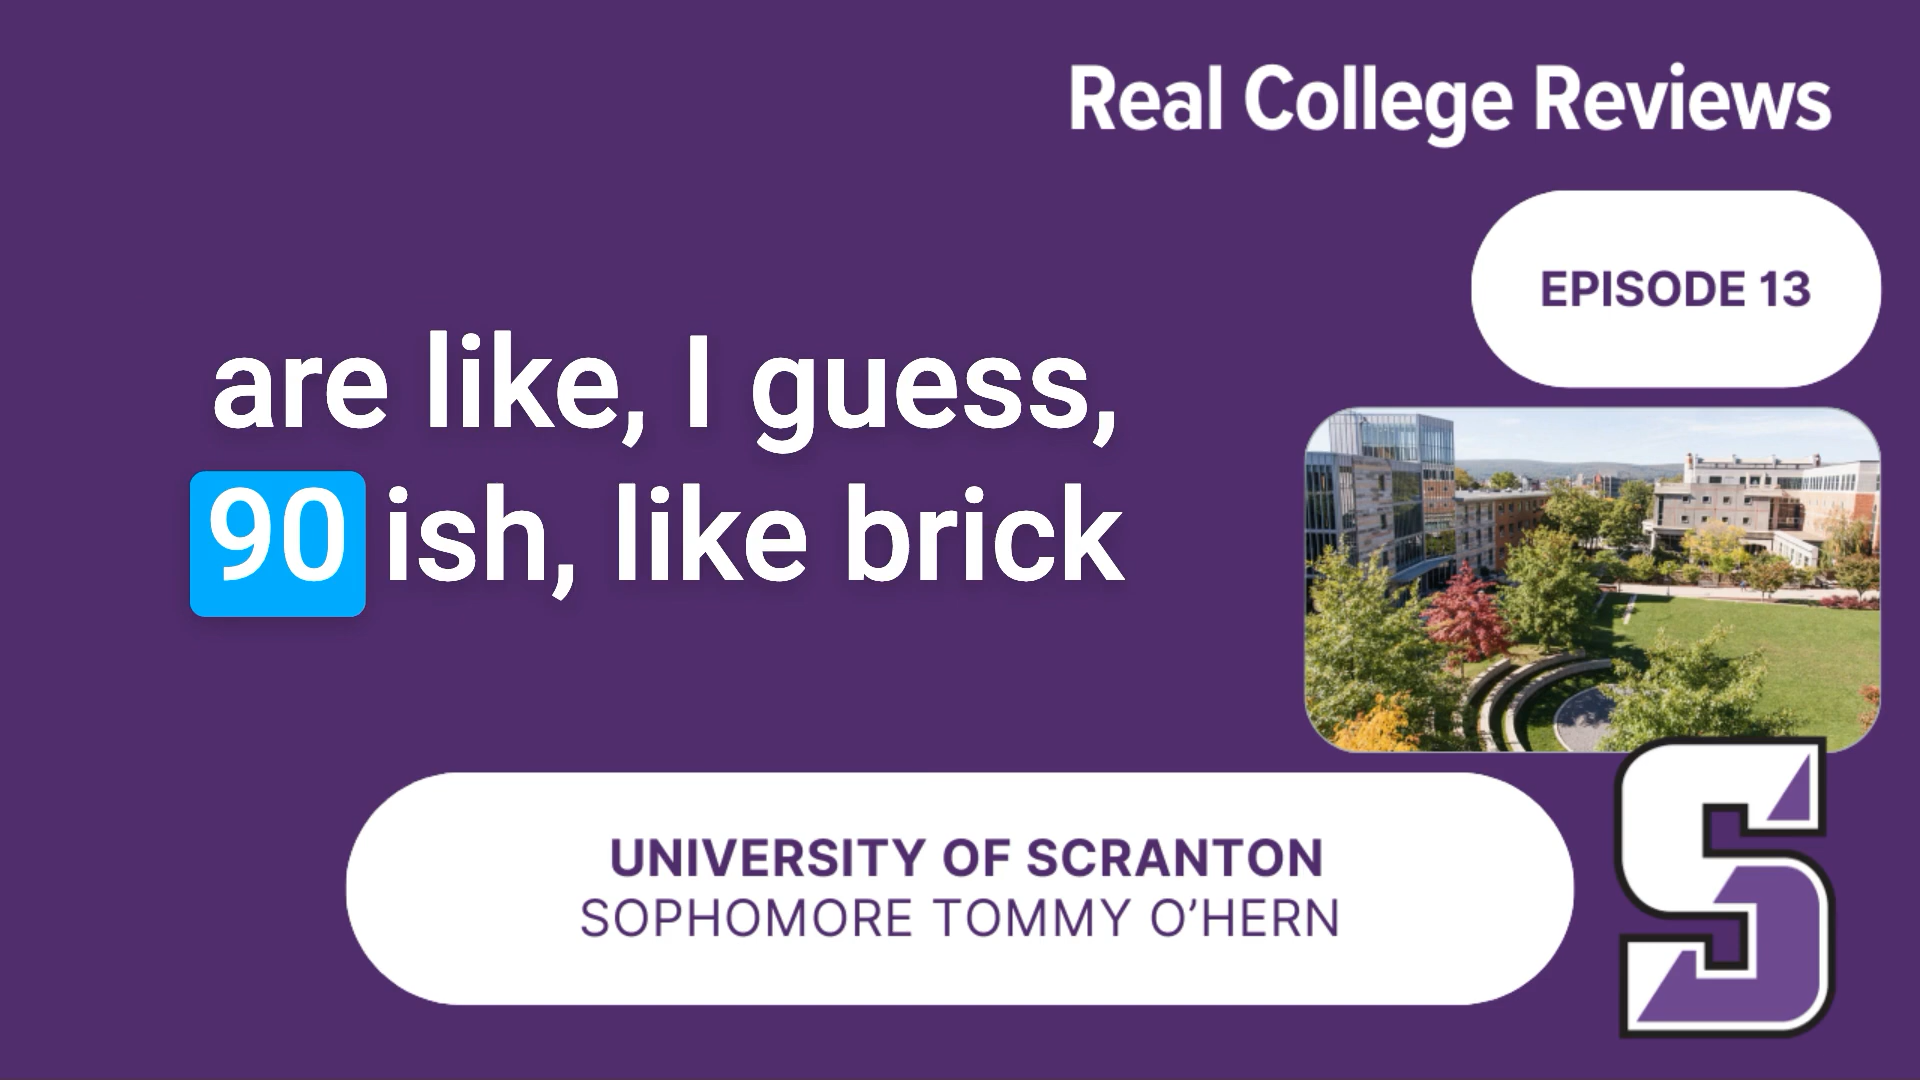 Real College Reviews
EPISODE 13
are like, I guess,
90 ish, like brick
UNIVERSITY OF SCRANTON
SOPHOMORE TOMMY O’HERN
S